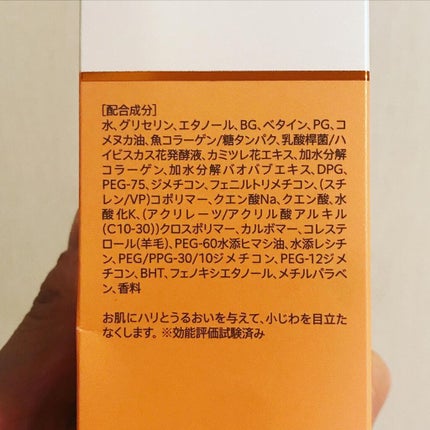 [配合成分]
水、グリセリン、エタノール、BG、ベタイン、PG、コ
メヌカ油、魚コラーゲン/糖タンパク、乳酸桿菌/ハ
イビスカス花発酵液、カミツレ花エキス、加水分解
コラーゲン、加水分解バオバブエキス、DPG、
PEG-75、ジメチコン、フェニルトリメチコン、(スチ
レン/VP)コポリマー、クエン酸Na、クエン酸、水
酸化K、(アクリレーツ/アクリル酸アルキル
(C10-30))クロスポリマー、カルボマー、コレステ
ロール(羊毛)、PEG-60水添ヒマシ油、水添レシチ
ン、PEG/PPG-30/10ジメチコン、PEG-12ジメ
チコン、BHT、フェノキシエタノール、メチルパラベ
ン、香料
お肌にハリとうるおいを与えて、小じわを目立た
なくします。 ※効能評価試験済み